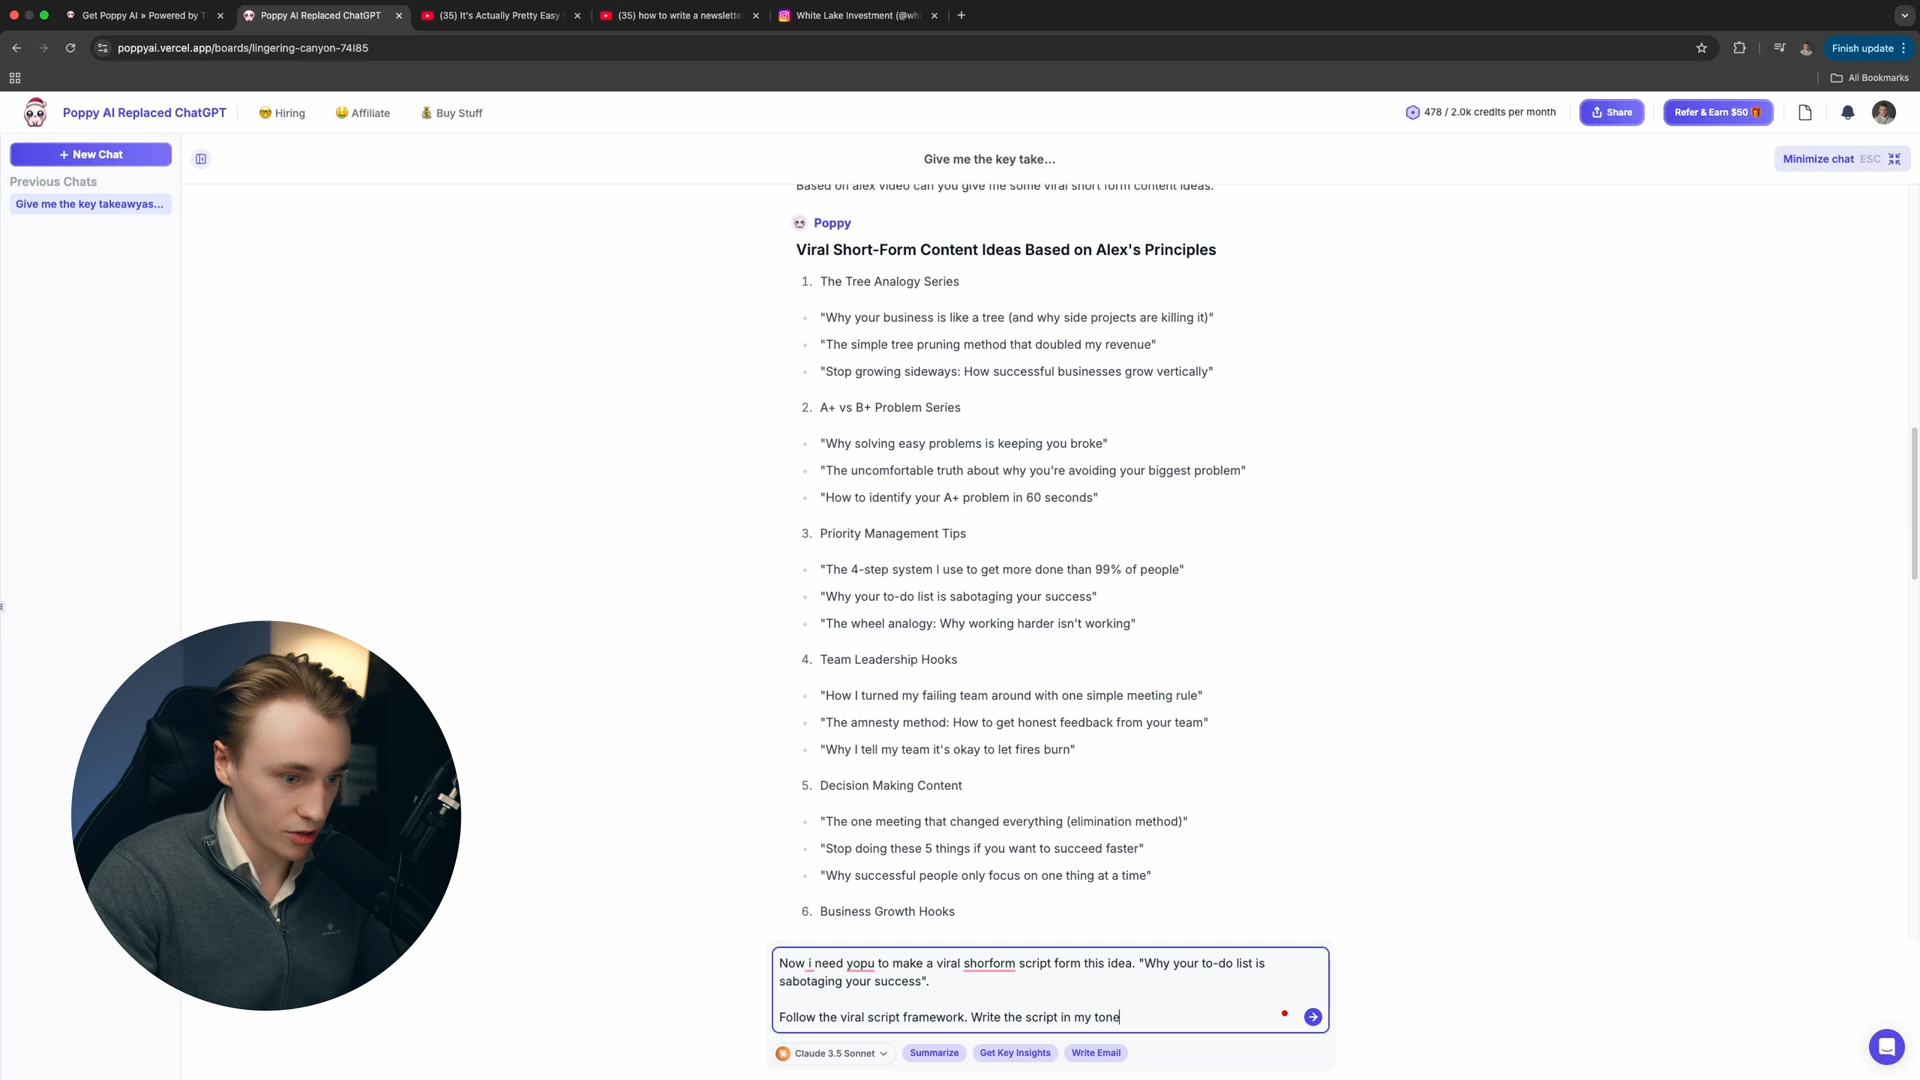 Get Poppy AI » Powered by T
Poppy AI Replaced ChatGPT
(35) It's Actually Pretty Easy
(35) how to write a newslette
White Lake Investment (@whi
poppyai.vercel.app/boards/lingering-canyon-74I85
Finish update
All Bookmarks
Poppy AI Replaced ChatGPT
Hiring
Affiliate
Buy Stuff
478 / 2.0k credits per month
Share
Refer & Earn $50
+ New Chat
Give me the key take...
Minimize chat ESC
Previous Chats
Give me the key takeawyas...
Based on alex video can you give me some viral short form content ideas.
Poppy
Viral Short-Form Content Ideas Based on Alex's Principles
1. The Tree Analogy Series
"Why your business is like a tree (and why side projects are killing it)"
"The simple tree pruning method that doubled my revenue"
"Stop growing sideways: How successful businesses grow vertically"
2. A+ vs B+ Problem Series
"Why solving easy problems is keeping you broke"
"The uncomfortable truth about why you're avoiding your biggest problem"
"How to identify your A+ problem in 60 seconds"
3. Priority Management Tips
"The 4-step system I use to get more done than 99% of people"
"Why your to-do list is sabotaging your success"
"The wheel analogy: Why working harder isn't working"
4. Team Leadership Hooks
"How I turned my failing team around with one simple meeting rule"
"The amnesty method: How to get honest feedback from your team"
"Why I tell my team it's okay to let fires burn"
5. Decision Making Content
"The one meeting that changed everything (elimination method)"
"Stop doing these 5 things if you want to succeed faster"
"Why successful people only focus on one thing at a time"
6. Business Growth Hooks
Now i need yopu to make a viral shorform script form this idea. "Why your to-do list is
sabotaging your success".
Follow the viral script framework. Write the script in my tone
Claude 3.5 Sonnet
Summarize
Get Key Insights
Write Email